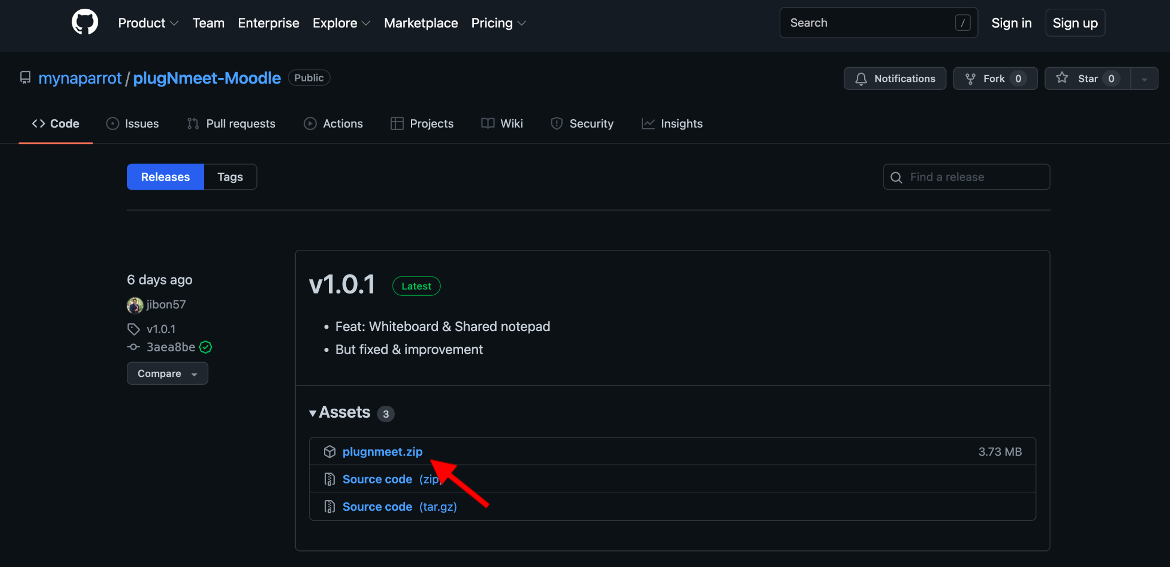 Product Team Enterprise Explore Marketplace Pricing Search / Sign in Sign up
mynaparrot / plugNmeet-Moodle Public Notifications Fork 0 Star 0
<> Code Issues Pull requests Actions Projects Wiki Security Insights
Releases Tags Find a release
6 days ago
jibon57
v1.0.1
3aea8be
Compare
v1.0.1 Latest
• Feat: Whiteboard & Shared notepad
• But fixed & improvement
Assets 3
plugnmeet.zip 3.73 MB
Source code (zip)
Source code (tar.gz)